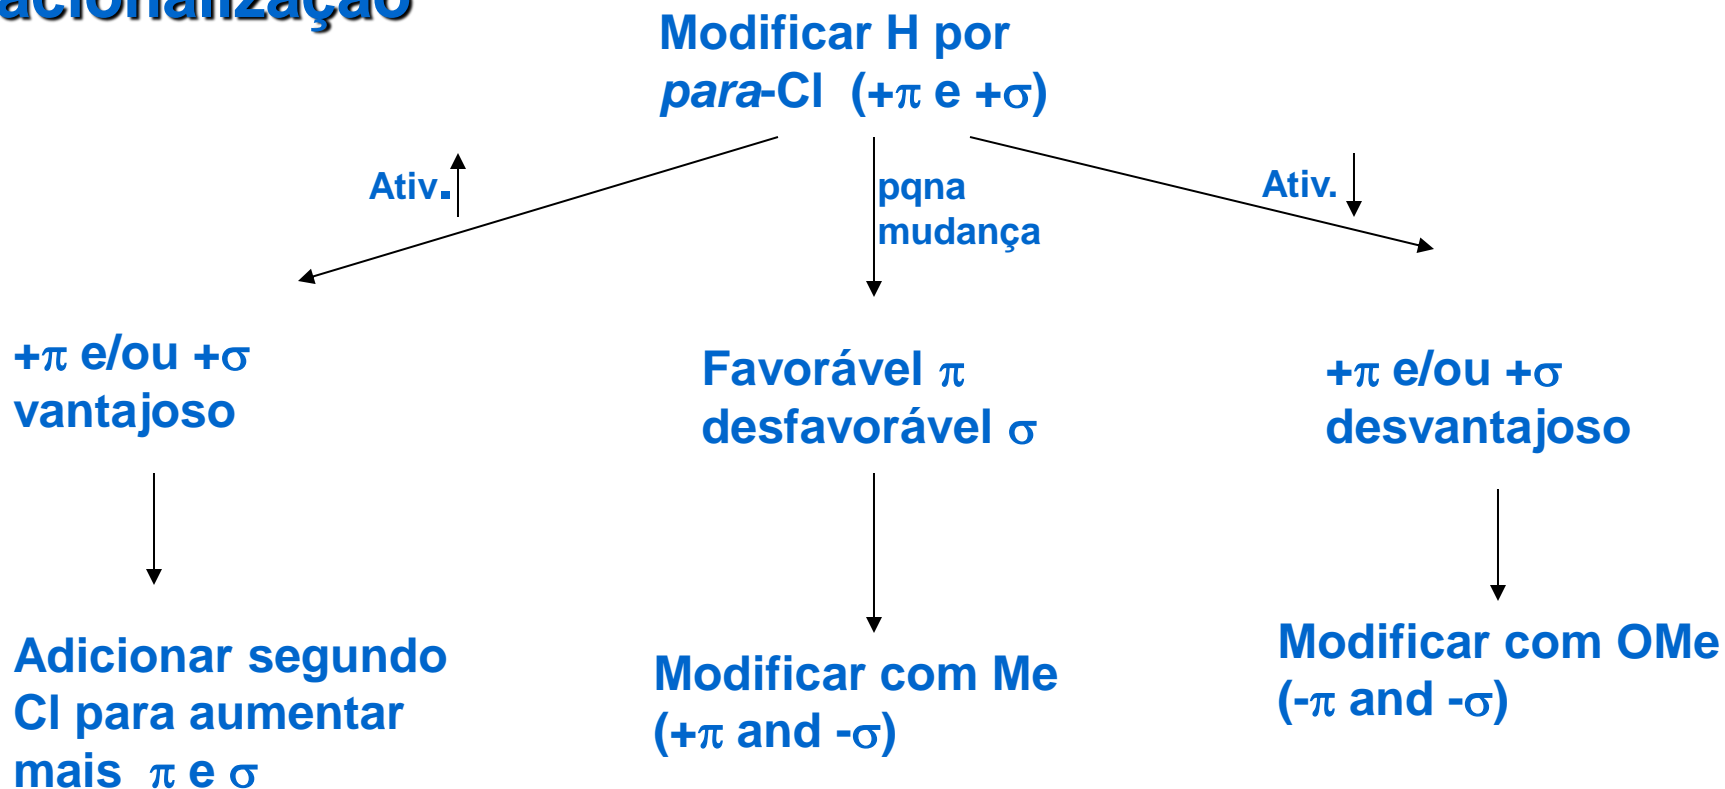 acionalização
Modificar H por
para-Cl (+π e +σ)
Ativ.
pqna
mudança
Ativ.
+π e/ou +σ
vantajoso
Favorável π
desfavorável σ
+π e/ou +σ
desvantajoso
Adicionar segundo
Cl para aumentar
mais π e σ
Modificar com Me
(+π and -σ)
Modificar com OMe
(-π and -σ)